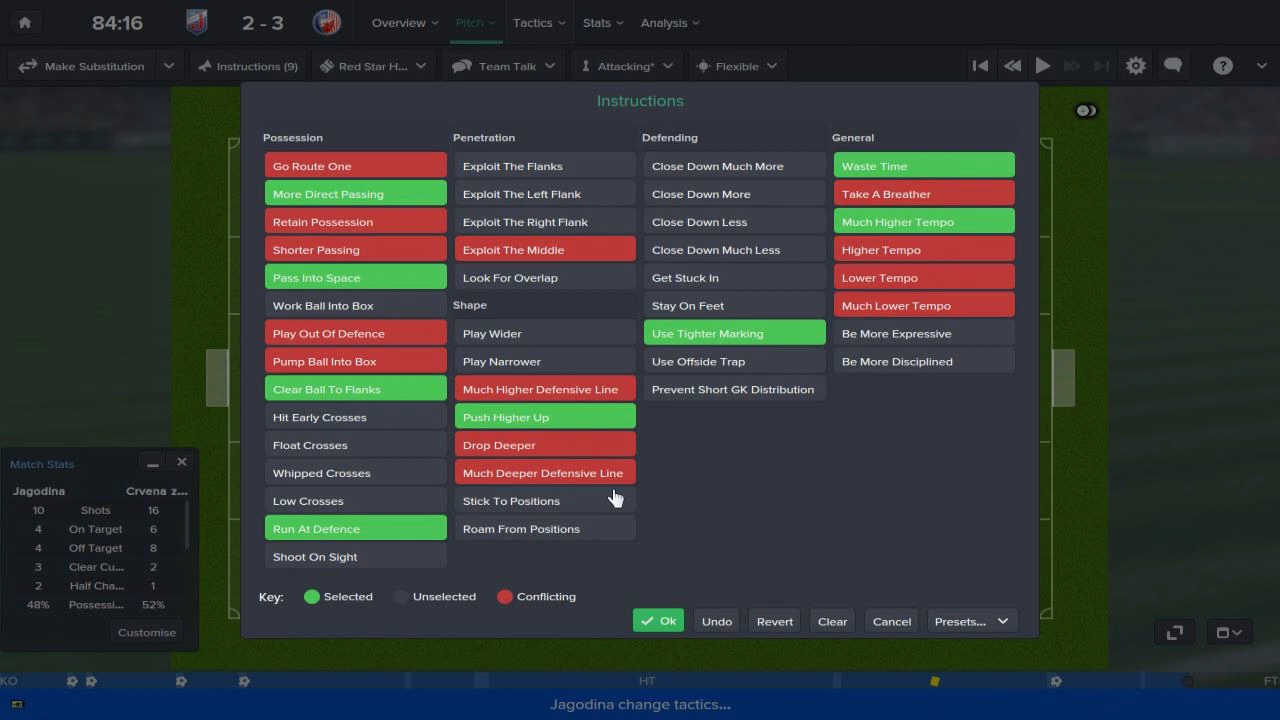 84:16 2 - 3 Overview Pitch Tactics Stats Analysis
Make Substitution Instructions (9) Red Star H... Team Talk Attacking* Flexible ?
Instructions
Possession Penetration Defending General
Go Route One Exploit The Flanks Close Down Much More Waste Time
More Direct Passing Exploit The Left Flank Close Down More Take A Breather
Retain Possession Exploit The Right Flank Close Down Less Much Higher Tempo
Shorter Passing Exploit The Middle Close Down Much Less Higher Tempo
Pass Into Space Look For Overlap Get Stuck In Lower Tempo
Work Ball Into Box Shape Stay On Feet Much Lower Tempo
Play Out Of Defence Play Wider Use Tighter Marking Be More Expressive
Pump Ball Into Box Play Narrower Use Offside Trap Be More Disciplined
Clear Ball To Flanks Much Higher Defensive Line Prevent Short GK Distribution
Hit Early Crosses Push Higher Up
Float Crosses Drop Deeper
Whipped Crosses Much Deeper Defensive Line
Low Crosses Stick To Positions
Run At Defence Roam From Positions
Shoot On Sight
Key: Selected Unselected Conflicting
Ok Undo Revert Clear Cancel Presets...
Match Stats
Jagodina Crvena z...
10 Shots 16
4 On Target 6
4 Off Target 8
3 Clear Cu... 2
2 Half Cha... 1
48% Possessi... 52%
Customise
KO HT FT
Jagodina change tactics...